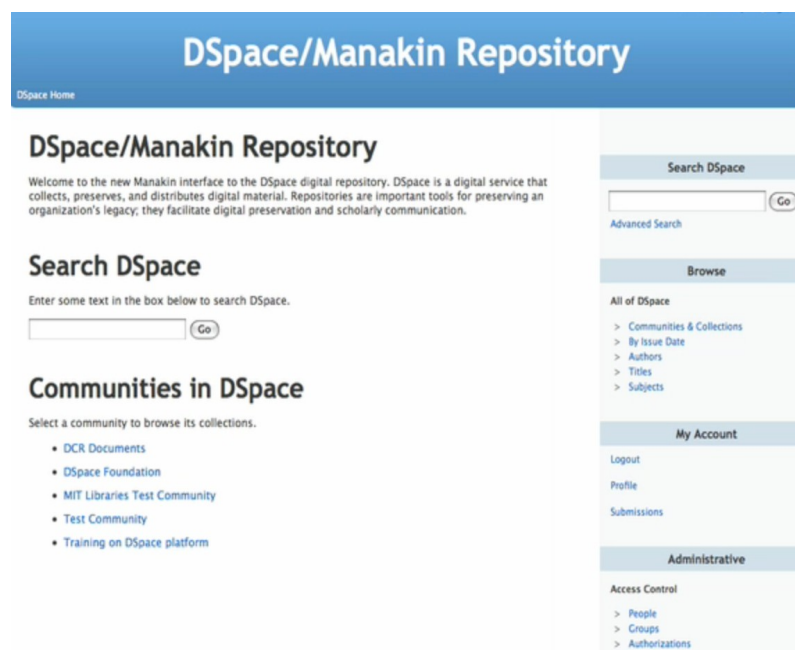 DSpace/Manakin Repository
DSpace Home
DSpace/Manakin Repository
Welcome to the new Manakin interface to the DSpace digital repository. DSpace is a digital service that
collects, preserves, and distributes digital material. Repositories are important tools for preserving an
organization's legacy; they facilitate digital preservation and scholarly communication.
Search DSpace
Enter some text in the box below to search DSpace.
Go
Communities in DSpace
Select a community to browse its collections.
• DCR Documents
• DSpace Foundation
• MIT Libraries Test Community
• Test Community
• Training on DSpace platform
Search DSpace
Go
Advanced Search
Browse
All of DSpace
> Communities & Collections
> By Issue Date
> Authors
> Titles
> Subjects
My Account
Logout
Profile
Submissions
Administrative
Access Control
> People
> Groups
> Authorizations